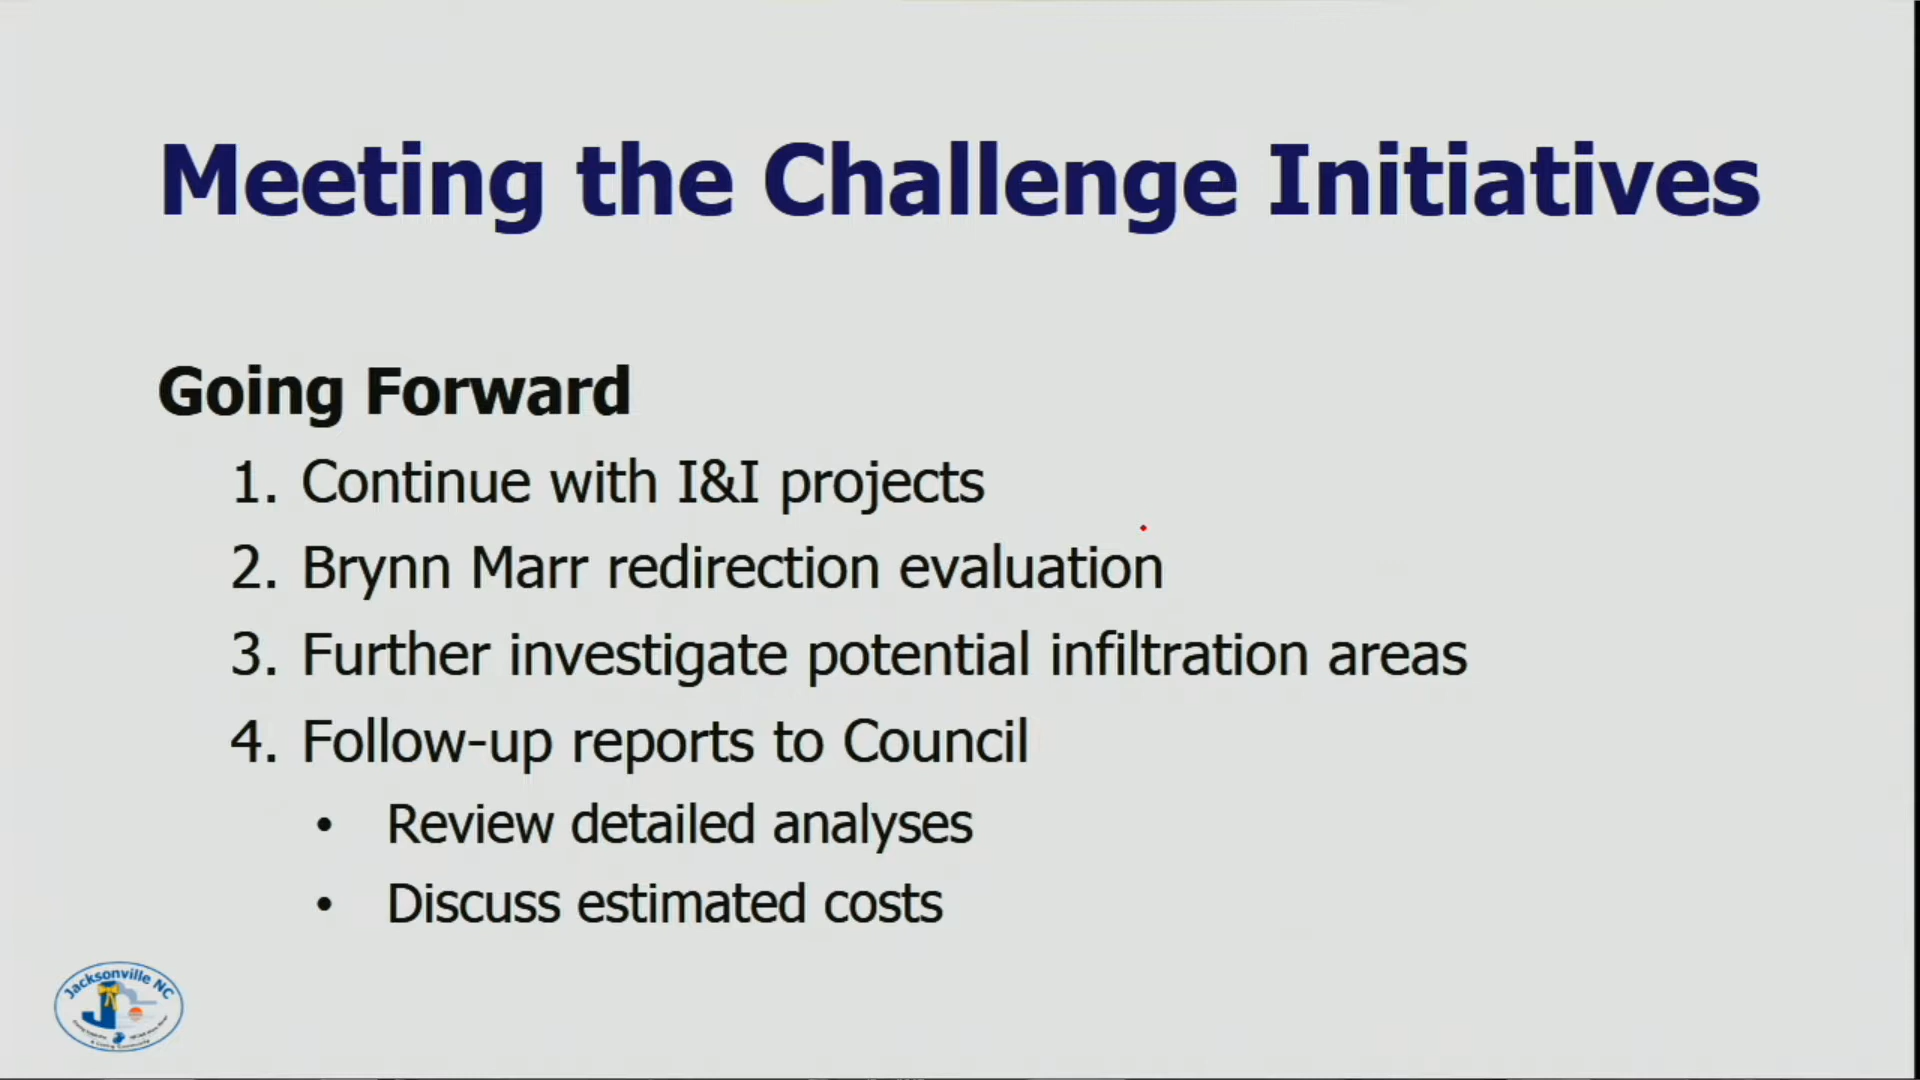 Meeting the Challenge Initiatives
Going Forward
1. Continue with I&I projects
2. Brynn Marr redirection evaluation
3. Further investigate potential infiltration areas
4. Follow-up reports to Council
• Review detailed analyses
• Discuss estimated costs
Jacksonville NC